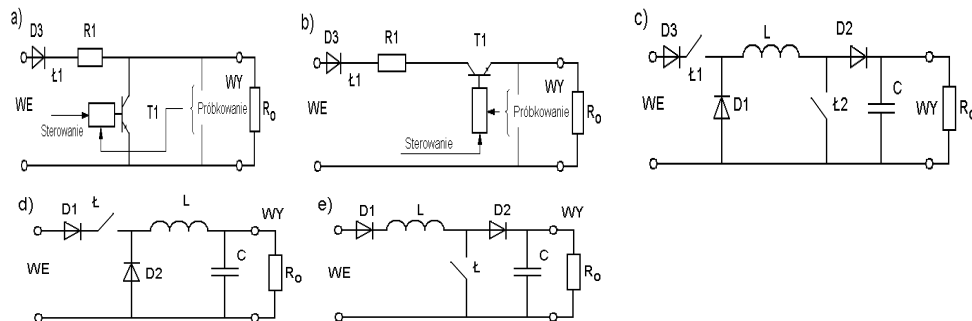 a)
D3
R1
Ł1
WE
T1
Sterowanie
Próbkowanie
WY
Ro
b)
D3
R1
T1
Ł1
WE
Próbkowanie
Sterowanie
WY
Ro
c)
D3
Ł1
L
D2
WE
D1
Ł2
C
WY
Ro
d)
D1
Ł
L
WY
WE
D2
C
Ro
e)
D1
L
D2
WY
WE
Ł
C
Ro